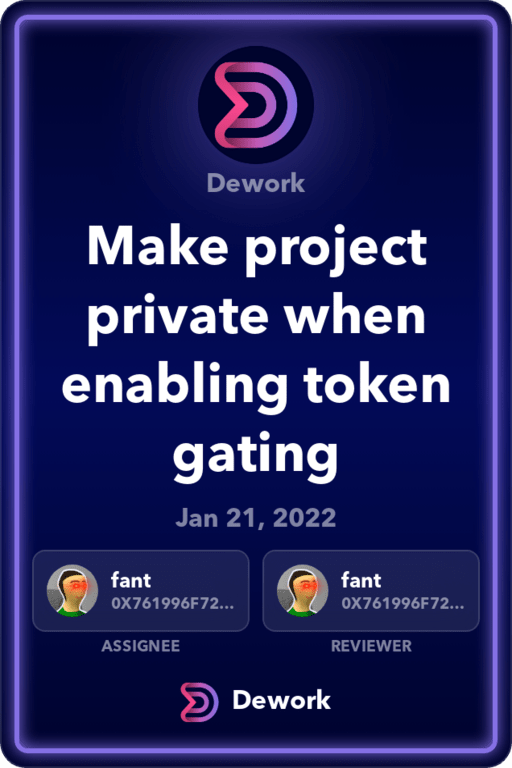 Dework
Make project
private when
enabling token
gating
Jan 21, 2022
fant
0X761996F72...
ASSIGNEE
fant
0X761996F72...
REVIEWER
Dework